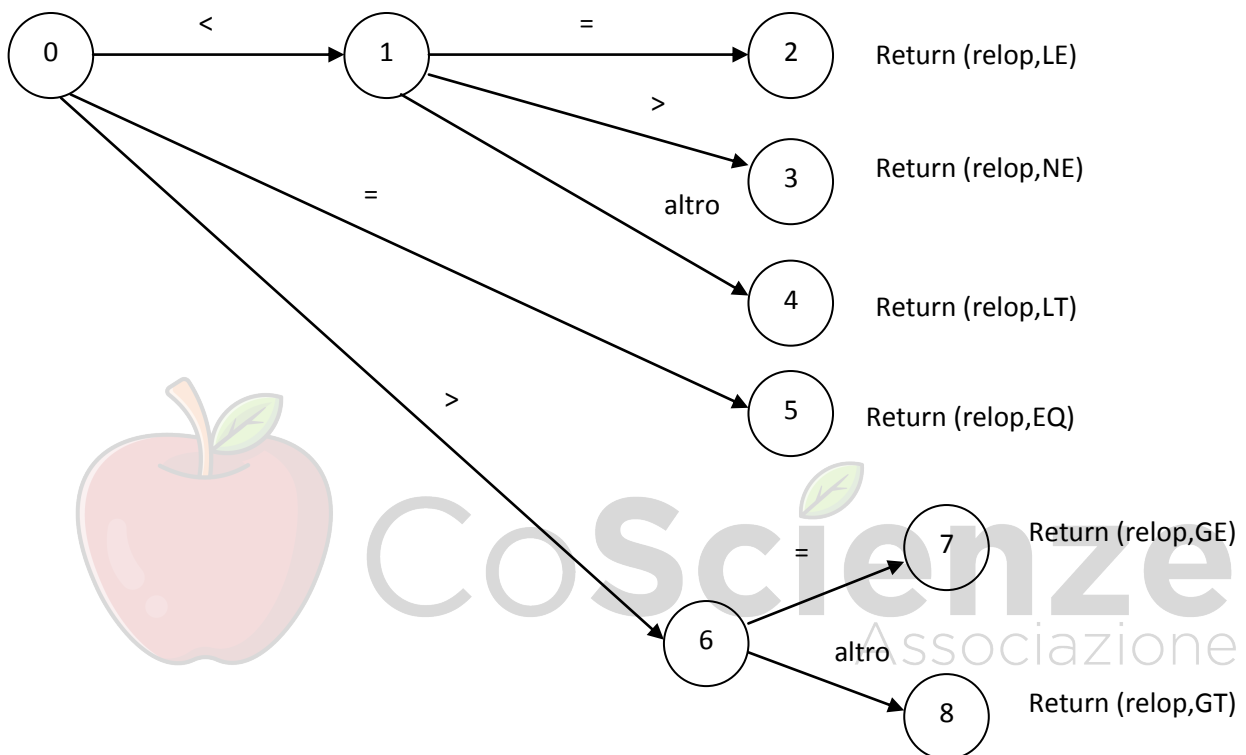 <
=
0
1
2
Return (relop,LE)
>
3
Return (relop,NE)
=
altro
4
Return (relop,LT)
>
5
Return (relop,EQ)
CoScienze
Associazione
=
7
Return (relop,GE)
6
altro
8
Return (relop,GT)